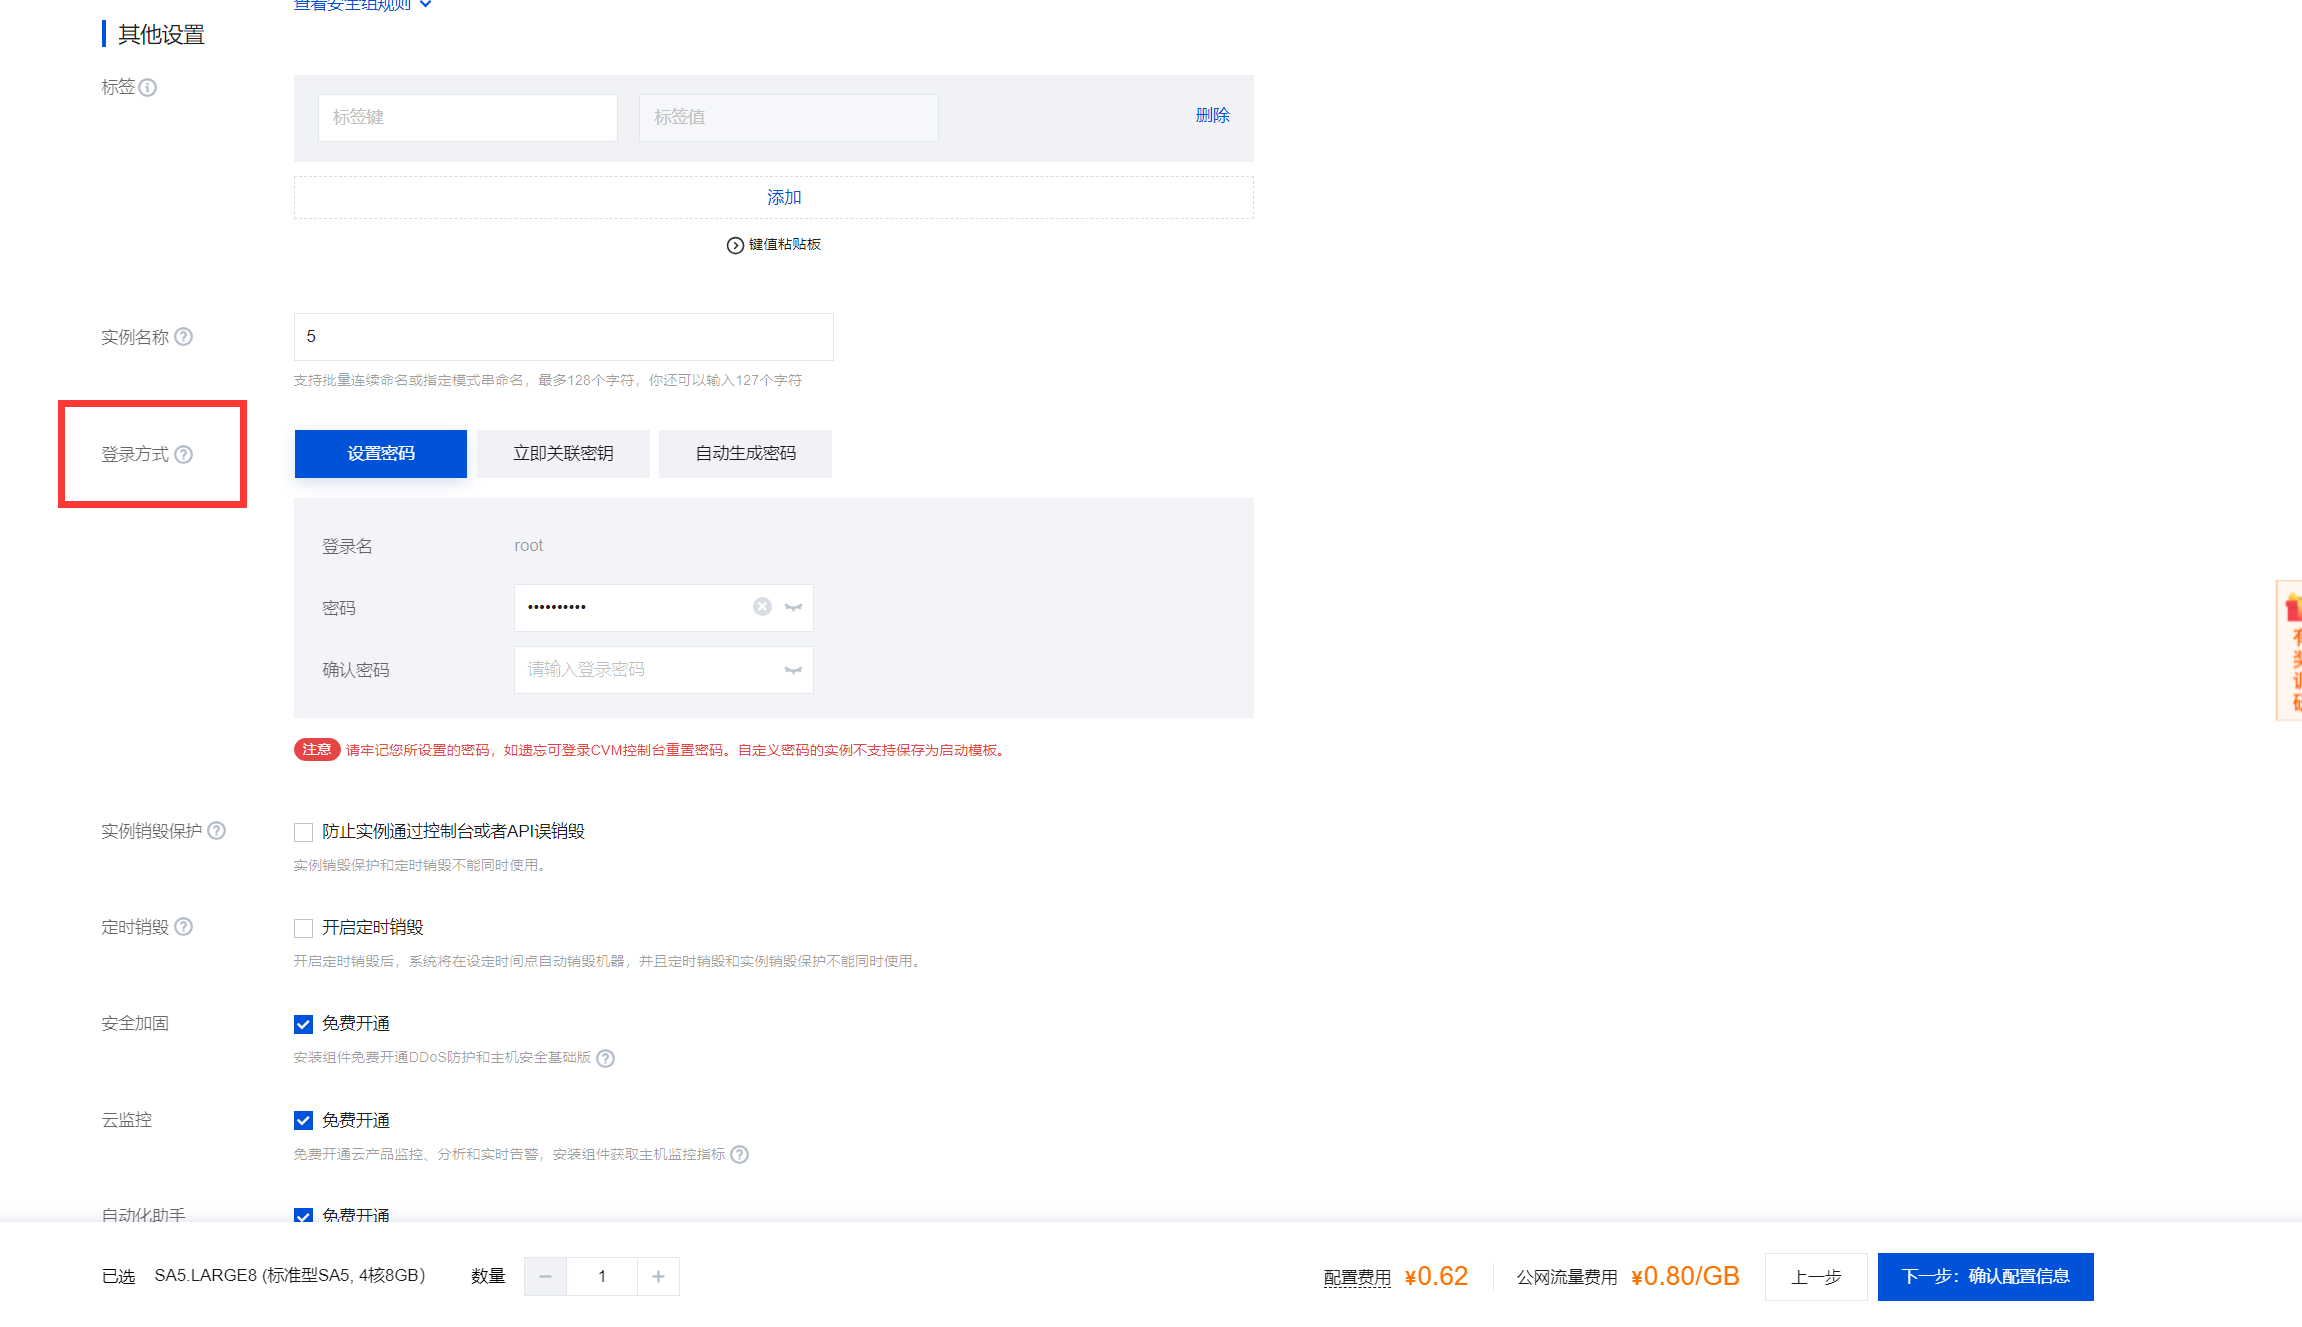 查看安全组规则
其他设置
标签
标签键
标签值
删除
添加
键值粘贴板
实例名称
5
支持批量连续命名或指定模式串命名，最多128个字符，你还可以输入127个字符
登录方式
设置密码
立即关联密钥
自动生成密码
登录名
root
密码
••••••••••
确认密码
请输入登录密码
注意 请牢记您所设置的密码，如遗忘可登录CVM控制台重置密码。自定义密码的实例不支持保存为启动模板。
实例销毁保护
防止实例通过控制台或者API误销毁
实例销毁保护和定时销毁不能同时使用。
定时销毁
开启定时销毁
开启定时销毁后，系统将在设定时间点自动销毁机器，并且定时销毁和实例销毁保护不能同时使用。
安全加固
免费开通
安装组件免费开通DDoS防护和主机安全基础版
云监控
免费开通
免费开通云产品监控、分析和实时告警，安装组件获取主机监控指标
自动化助手
免费开通
已选 SA5.LARGE8 (标准型SA5, 4核8GB)
数量
1
配置费用 ¥0.62
公网流量费用 ¥0.80/GB
上一步
下一步：确认配置信息